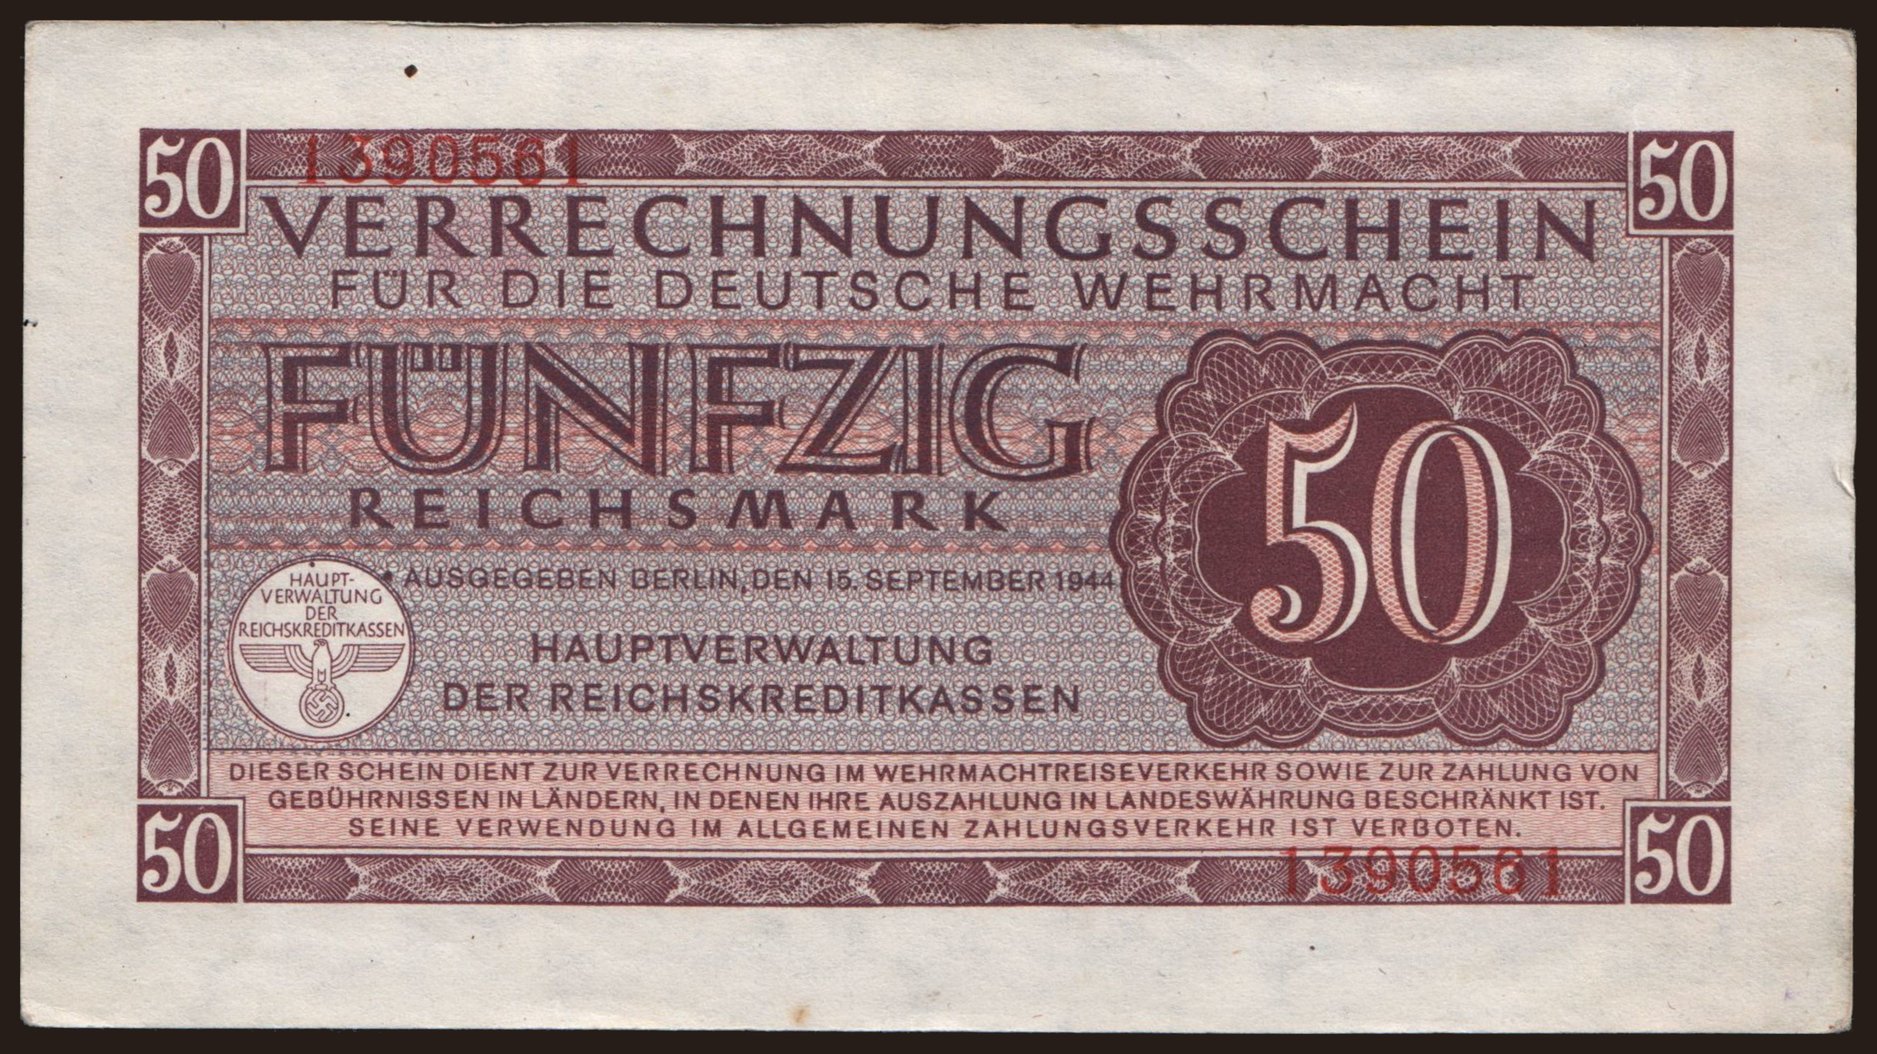 50 1390561 50
VERRECHNUNGSSCHEIN
FÜR DIE DEUTSCHE WEHRMACHT
FÜNFZIG
REICHSMARK
50
AUSGEGEBEN BERLIN, DEN 15. SEPTEMBER 1944
HAUPTVERWALTUNG
DER REICHSKREDITKASSEN
HAUPT-
VERWALTUNG
DER
REICHSKREDITKASSEN
DIESER SCHEIN DIENT ZUR VERRECHNUNG IM WEHRMACHTREISEVERKEHR SOWIE ZUR ZAHLUNG VON
GEBÜHRNISSEN IN LÄNDERN, IN DENEN IHRE AUSZAHLUNG IN LANDESWÄHRUNG BESCHRÄNKT IST.
SEINE VERWENDUNG IM ALLGEMEINEN ZAHLUNGSVERKEHR IST VERBOTEN.
50 1390561 50